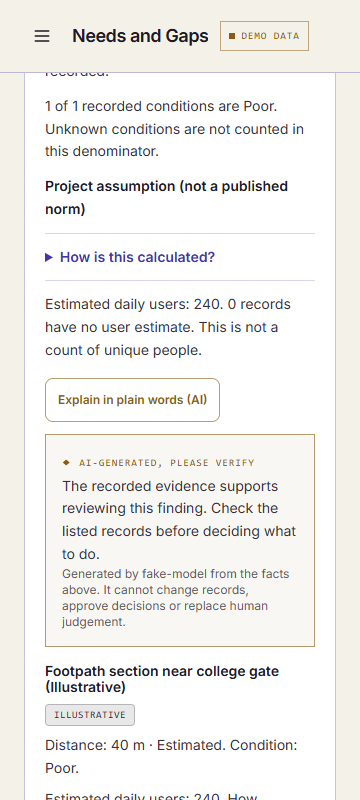 Needs and Gaps
DEMO DATA
recorded.
1 of 1 recorded conditions are Poor.
Unknown conditions are not counted in
this denominator.
Project assumption (not a published
norm)
How is this calculated?
Estimated daily users: 240. 0 records
have no user estimate. This is not a
count of unique people.
Explain in plain words (AI)
AI-GENERATED, PLEASE VERIFY
The recorded evidence supports
reviewing this finding. Check the
listed records before deciding what
to do.
Generated by fake-model from the facts
above. It cannot change records,
approve decisions or replace human
judgement.
Footpath section near college gate
(Illustrative)
ILLUSTRATIVE
Distance: 40 m · Estimated. Condition:
Poor.
Estimated daily users: 240. How